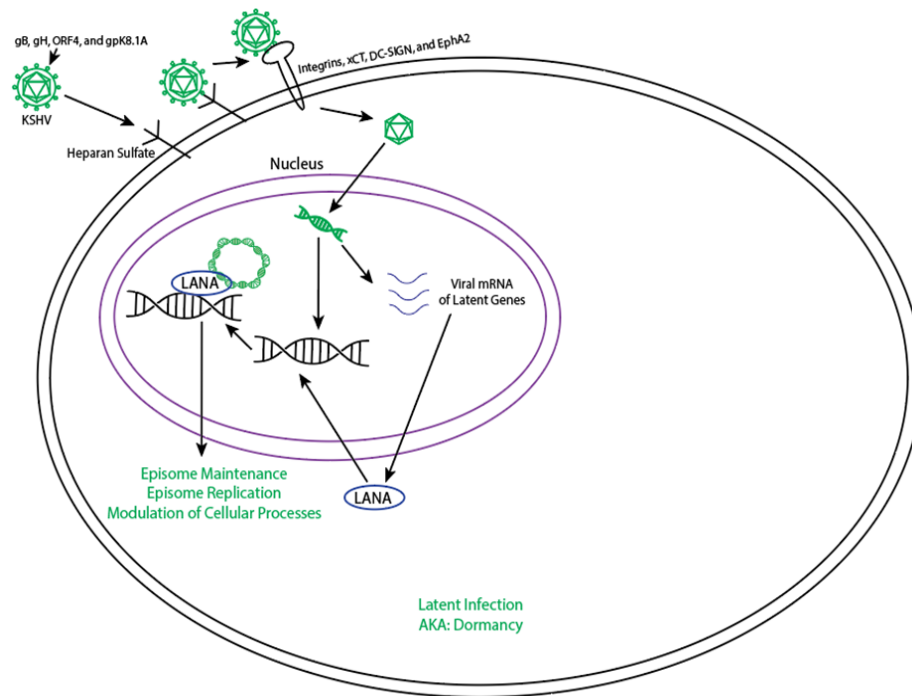 gB, gH, ORF4, and gpK8.1A
KSHV
Heparan Sulfate
Integrins, xCT, DC-SIGN, and EphA2
Nucleus
LANA
Viral mRNA
of Latent Genes
Episome Maintenance
Episome Replication
Modulation of Cellular Processes
LANA
Latent Infection
AKA: Dormancy